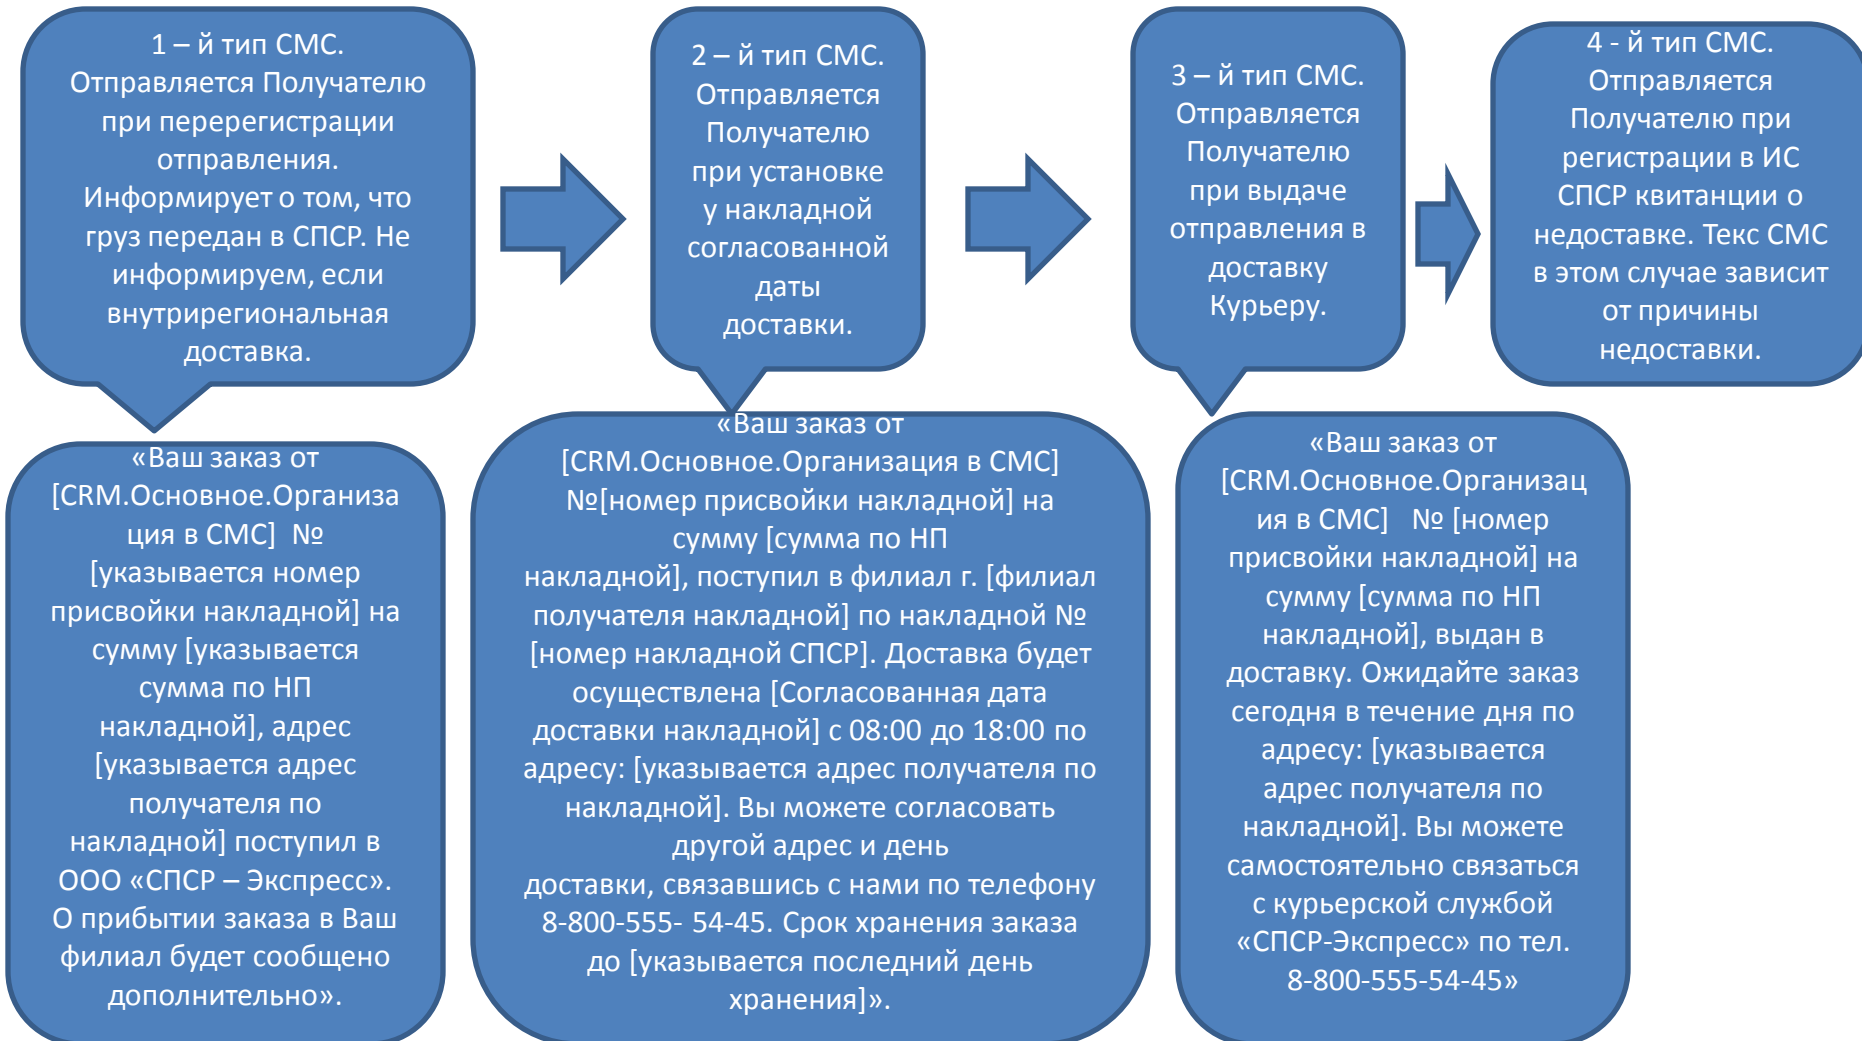 1 – й тип СМС.
Отправляется Получателю
при перерегистрации
отправления.
Информирует о том, что
груз передан в СПСР. Не
информируем, если
внутрирегиональная
доставка.
2 – й тип СМС.
Отправляется
Получателю
при установке
у накладной
согласованной
даты
доставки.
3 – й тип СМС.
Отправляется
Получателю
при выдаче
отправления в
доставку
Курьеру.
4 - й тип СМС.
Отправляется
Получателю при
регистрации в ИС
СПСР квитанции о
недоставке. Текс СМС
в этом случае зависит
от причины
недоставки.
«Ваш заказ от
[CRM.Основное.Организа
ция в СМС] №
[указывается номер
присвойки накладной] на
сумму [указывается
сумма по НП
накладной], адрес
[указывается адрес
получателя по
накладной] поступил в
ООО «СПСР – Экспресс».
О прибытии заказа в Ваш
филиал будет сообщено
дополнительно».
«Ваш заказ от
[CRM.Основное.Организация в СМС]
№[номер присвойки накладной] на
сумму [сумма по НП
накладной], поступил в филиал г. [филиал
получателя накладной] по накладной №
[номер накладной СПСР]. Доставка будет
осуществлена [Согласованная дата
доставки накладной] с 08:00 до 18:00 по
адресу: [указывается адрес получателя по
накладной]. Вы можете согласовать
другой адрес и день
доставки, связавшись с нами по телефону
8-800-555- 54-45. Срок хранения заказа
до [указывается последний день
хранения]».
«Ваш заказ от
[CRM.Основное.Организац
ия в СМС] № [номер
присвойки накладной] на
сумму [сумма по НП
накладной], выдан в
доставку. Ожидайте заказ
сегодня в течение дня по
адресу: [указывается
адрес получателя по
накладной]. Вы можете
самостоятельно связаться
с курьерской службой
«СПСР-Экспресс» по тел.
8-800-555-54-45»